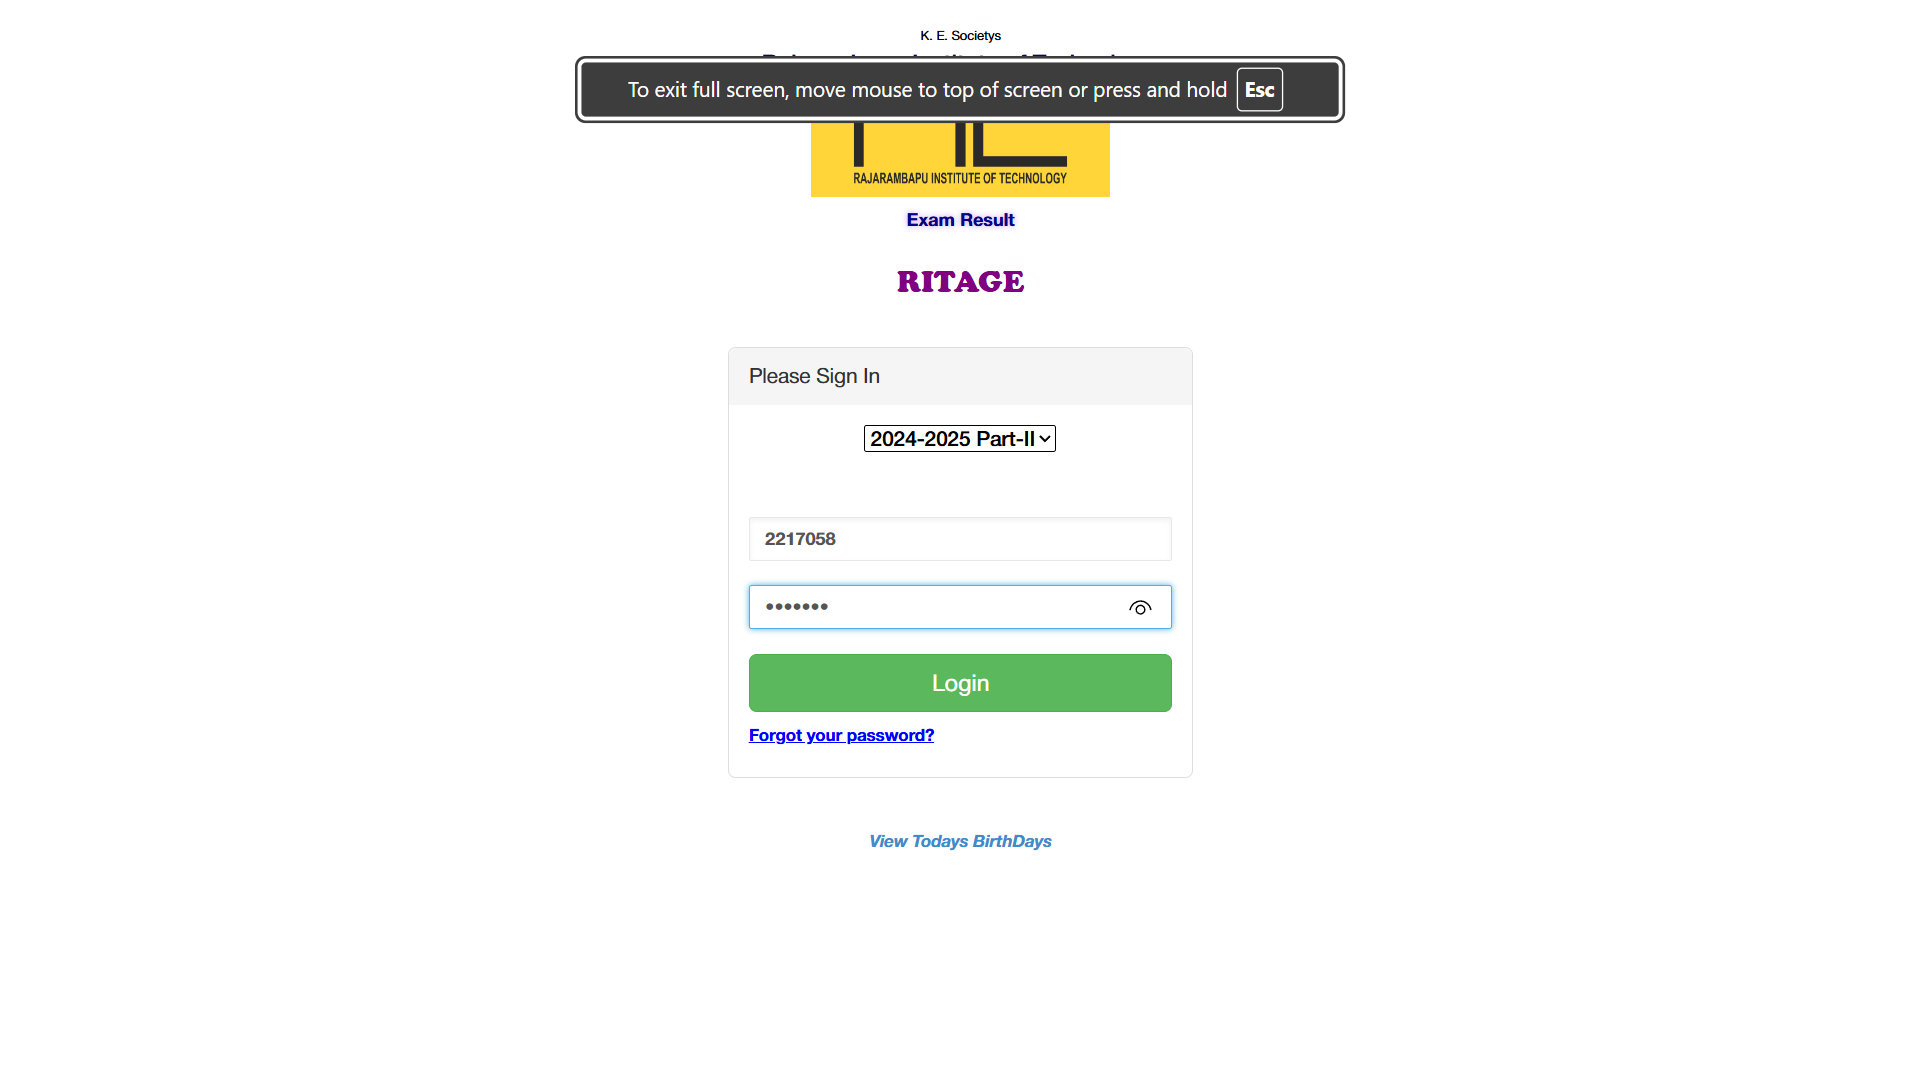 K. E. Societys
To exit full screen, move mouse to top of screen or press and hold Esc
RAJARAMBAPU INSTITUTE OF TECHNOLOGY
Exam Result
RITAGE
Please Sign In
2024-2025 Part-II
2217058
•••••••
Login
Forgot your password?
View Todays BirthDays